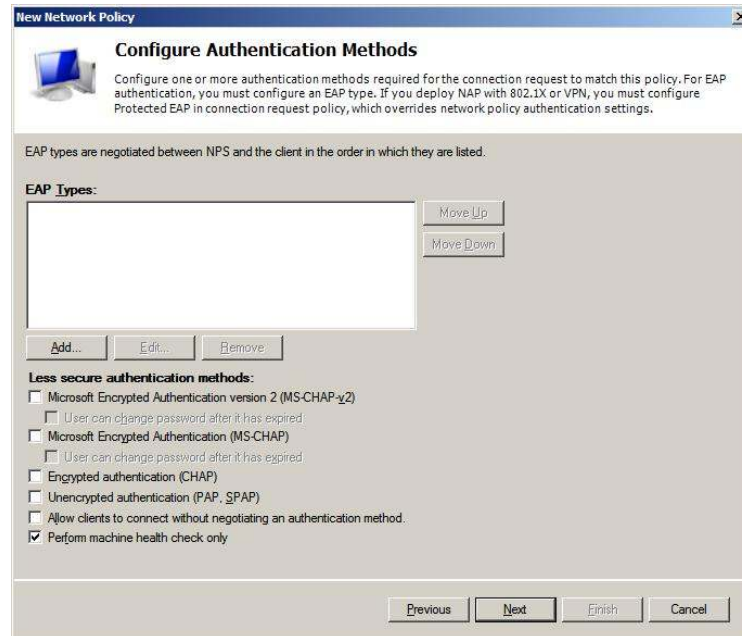 New Network Policy
Configure Authentication Methods
Configure one or more authentication methods required for the connection request to match this policy. For EAP
authentication, you must configure an EAP type. If you deploy NAP with 802.1X or VPN, you must configure
Protected EAP in connection request policy, which overrides network policy authentication settings.
EAP types are negotiated between NPS and the client in the order in which they are listed.
EAP Types:
Move Up
Move Down
Add... Edit... Remove
Less secure authentication methods:
Microsoft Encrypted Authentication version 2 (MS-CHAP-v2)
User can change password after it has expired
Microsoft Encrypted Authentication (MS-CHAP)
User can change password after it has expired
Encrypted authentication (CHAP)
Unencrypted authentication (PAP, SPAP)
Allow clients to connect without negotiating an authentication method.
Perform machine health check only
Previous Next Finish Cancel